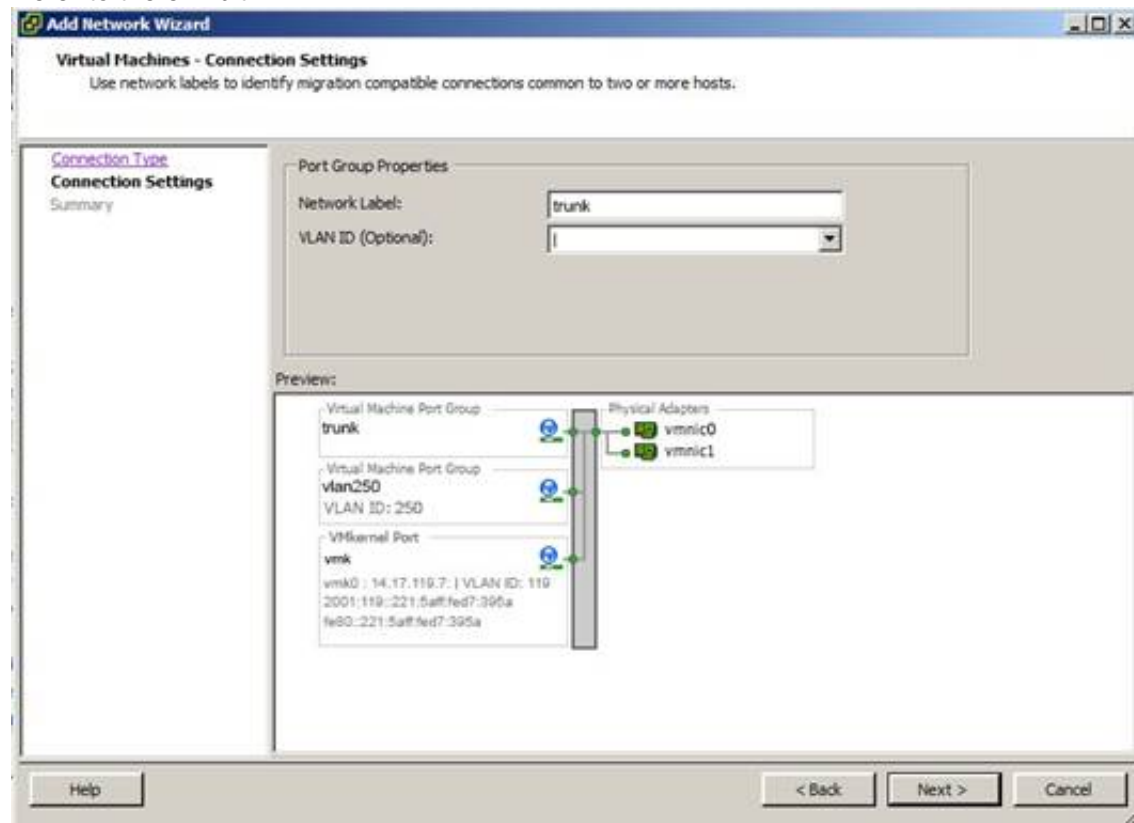 Add Network Wizard
Virtual Machines - Connection Settings
Use network labels to identify migration compatible connections common to two or more hosts.
Connection Type
Connection Settings
Summary
Port Group Properties
Network Label:
trunk
VLAN ID (Optional):
Preview:
Virtual Machine Port Group
trunk
Physical Adapters
vmnic0
vmnic1
Virtual Machine Port Group
vlan250
VLAN ID: 250
VMkernel Port
vmk
vmk0 : 14.17.119.7: | VLAN ID: 119
2001:119::221:5aff:fed7:395a
fe80::221:5aff:fed7:395a
Help
< Back
Next >
Cancel